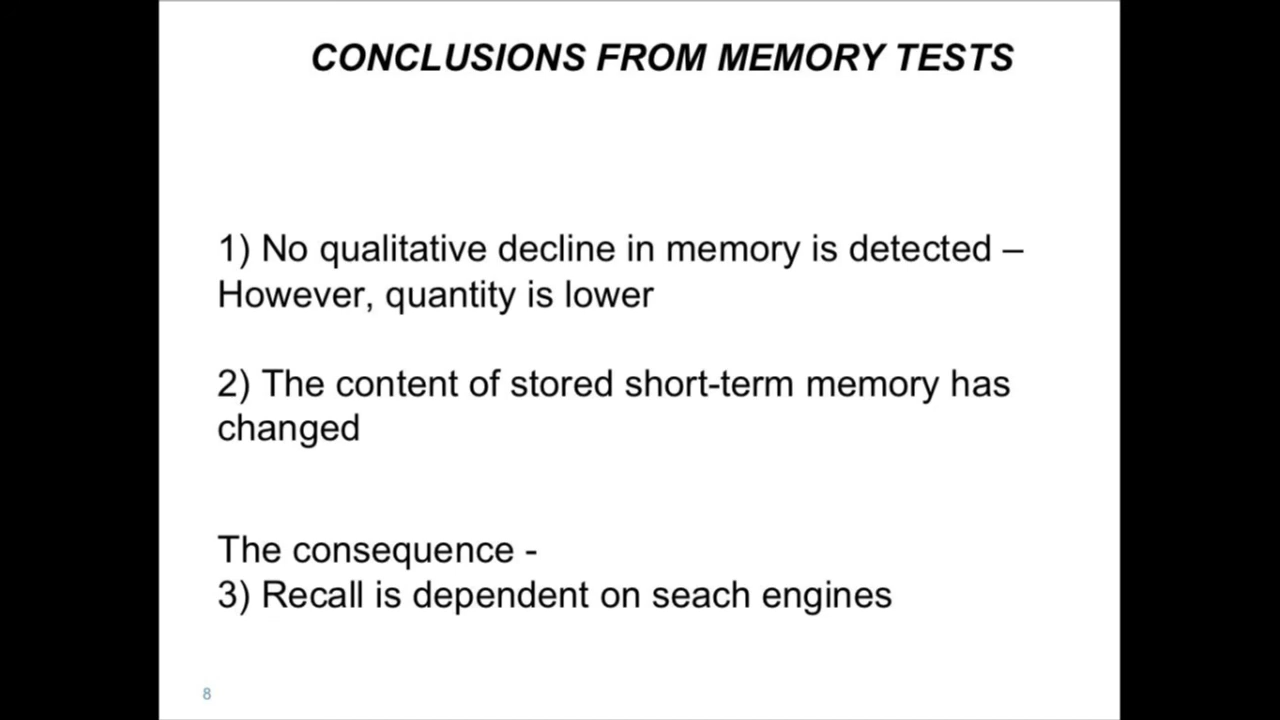 CONCLUSIONS FROM MEMORY TESTS
1) No qualitative decline in memory is detected –
However, quantity is lower
2) The content of stored short-term memory has
changed
The consequence -
3) Recall is dependent on seach engines
8